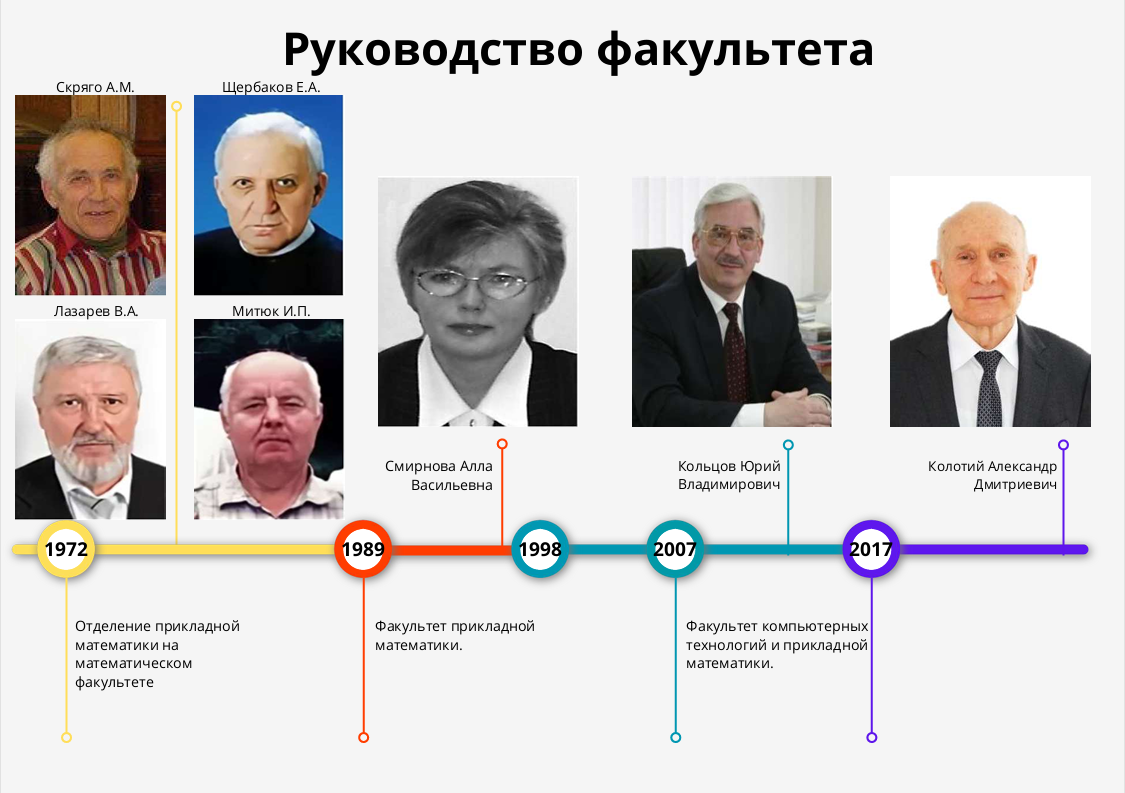 Руководство факультета
Скряго А.М.
Щербаков Е.А.
Лазарев В.А.
Митюк И.П.
Смирнова Алла
Васильевна
Кольцов Юрий
Владимирович
Колотий Александр
Дмитриевич
1972
1989
1998
2007
2017
Отделение прикладной
математики на
математическом
факультете
Факультет прикладной
математики.
Факультет компьютерных
технологий и прикладной
математики.